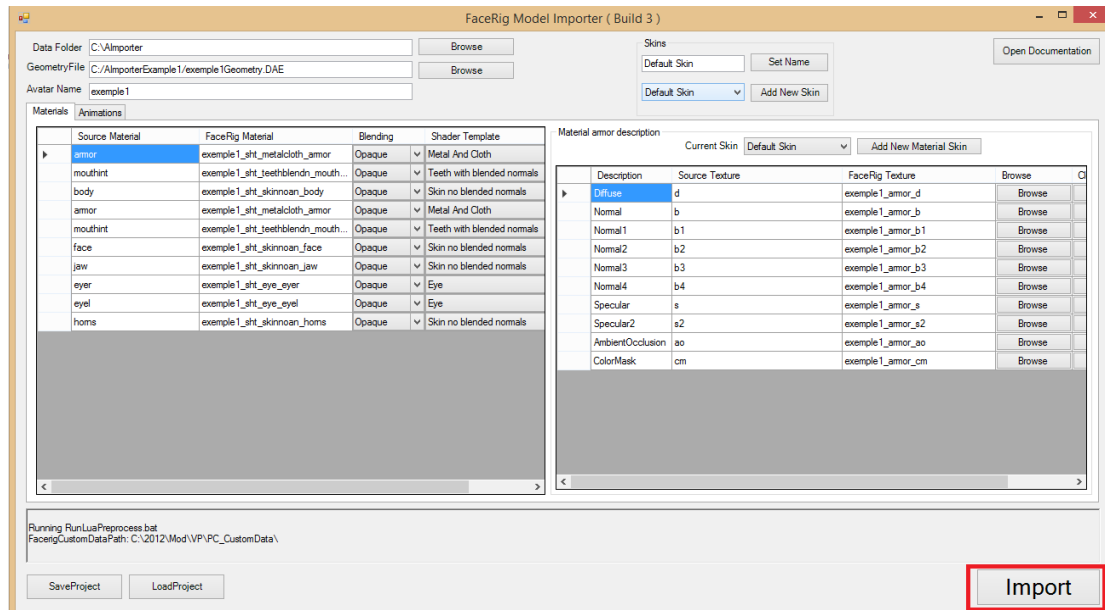 FaceRig Model Importer ( Build 3 )
Data Folder C:\AImporter Browse
GeometryFile C:/AImporterExample1/exemple1Geometry.DAE Browse
Avatar Name exemple1
Skins
Default Skin Set Name
Default Skin Add New Skin
Open Documentation
Materials Animations
Source Material FaceRig Material Blending Shader Template
armor exemple1_sht_metalcloth_armor Opaque Metal And Cloth
mouthint exemple1_sht_teethblendn_mouth... Opaque Teeth with blended normals
body exemple1_sht_skinnoan_body Opaque Skin no blended normals
armor exemple1_sht_metalcloth_armor Opaque Metal And Cloth
mouthint exemple1_sht_teethblendn_mouth... Opaque Teeth with blended normals
face exemple1_sht_skinnoan_face Opaque Skin no blended normals
jaw exemple1_sht_skinnoan_jaw Opaque Skin no blended normals
eyer exemple1_sht_eye_eyer Opaque Eye
eyel exemple1_sht_eye_eyel Opaque Eye
horns exemple1_sht_skinnoan_horns Opaque Skin no blended normals
Material armor description
Current Skin Default Skin Add New Material Skin
Description Source Texture FaceRig Texture Browse Cl
Diffuse d exemple1_armor_d Browse
Normal b exemple1_armor_b Browse
Normal1 b1 exemple1_armor_b1 Browse
Normal2 b2 exemple1_armor_b2 Browse
Normal3 b3 exemple1_armor_b3 Browse
Normal4 b4 exemple1_armor_b4 Browse
Specular s exemple1_armor_s Browse
Specular2 s2 exemple1_armor_s2 Browse
AmbientOcclusion ao exemple1_armor_ao Browse
ColorMask cm exemple1_armor_cm Browse
Running RunLuaPreprocess.bat
FacerigCustomDataPath: C:\2012\Mod\VP\PC_CustomData\
SaveProject LoadProject Import